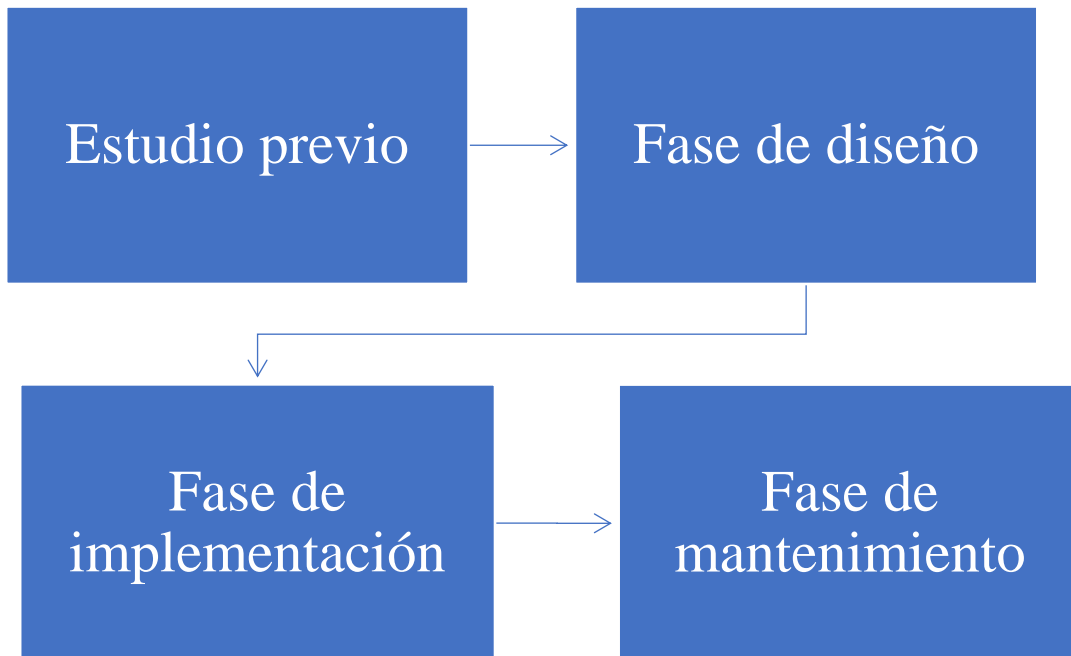 Estudio previo
Fase de diseño
Fase de
implementación
Fase de
mantenimiento